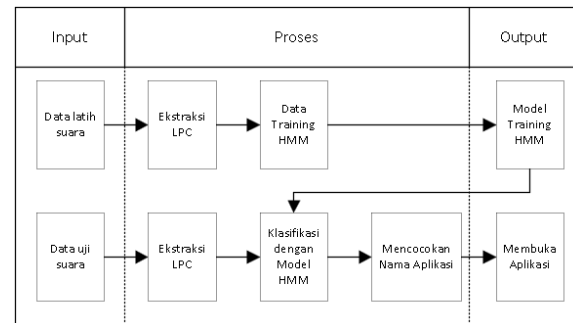 Input
Proses
Output
Data latih
suara
Ekstraksi
LPC
Data
Training
HMM
Model
Training
HMM
Data uji
suara
Ekstraksi
LPC
Klasifikasi
dengan
Model
HMM
Mencocokan
Nama Aplikasi
Membuka
Aplikasi